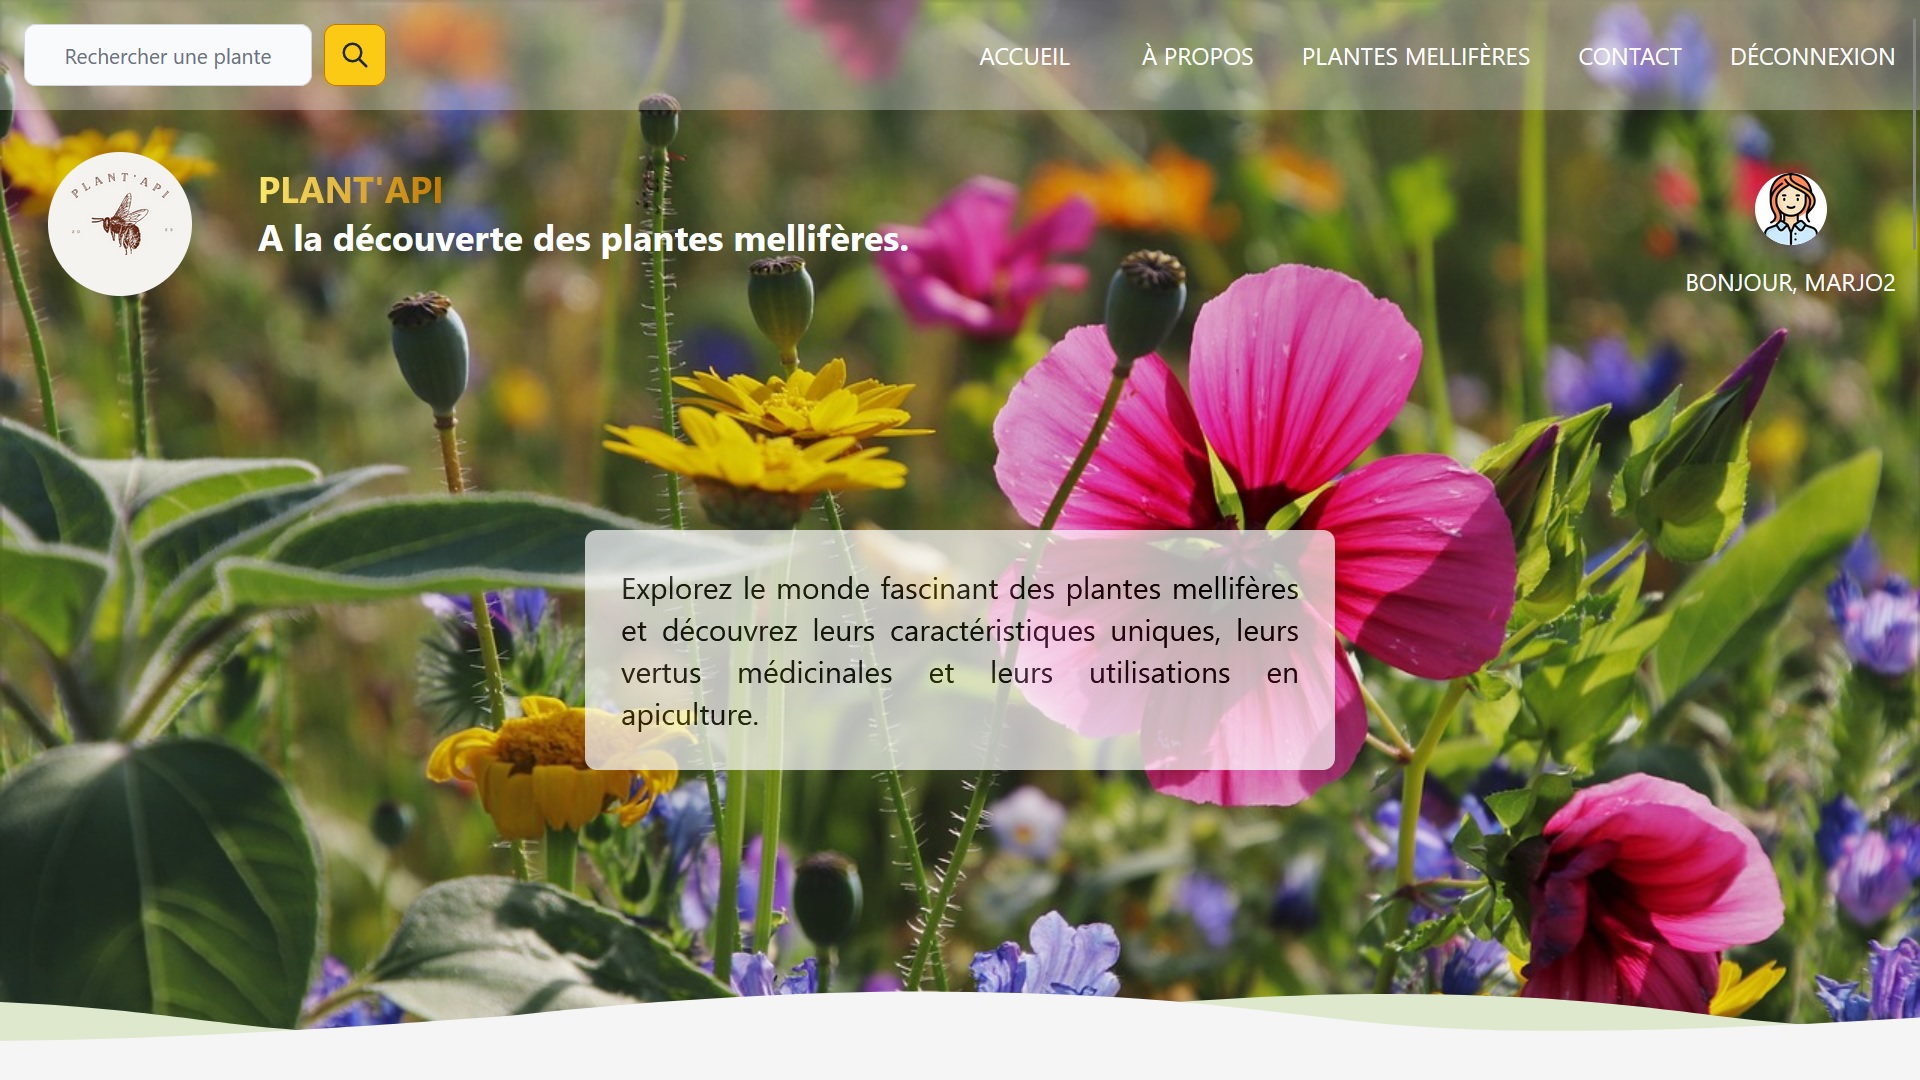 Rechercher une plante
ACCUEIL
À PROPOS
PLANTES MELLIFÈRES
CONTACT
DÉCONNEXION
PLANT'API
PLANT'API
A la découverte des plantes mellifères.
BONJOUR, MARJO2
Explorez le monde fascinant des plantes mellifères
et découvrez leurs caractéristiques uniques, leurs
vertus médicinales et leurs utilisations en
apiculture.